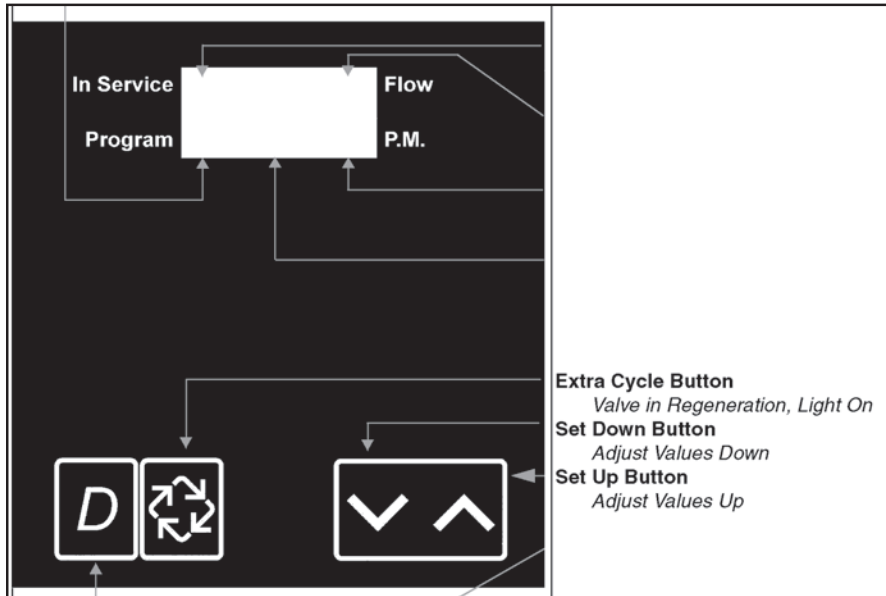 In Service
Flow
Program
P.M.
Extra Cycle Button
Valve in Regeneration, Light On
Set Down Button
Adjust Values Down
Set Up Button
Adjust Values Up
D